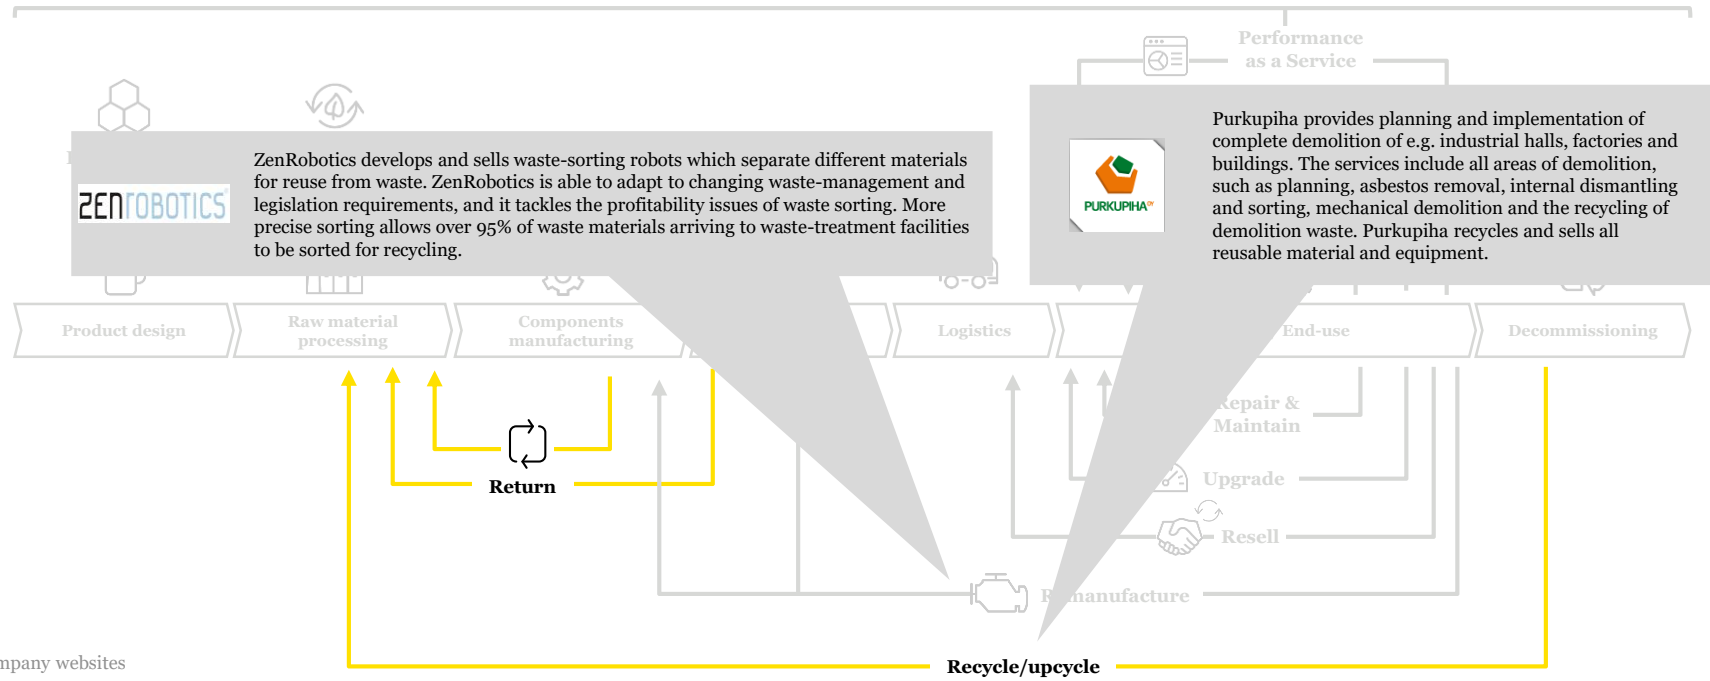 Performance
as a Service
ZENROBOTICS
ZenRobotics develops and sells waste-sorting robots which separate different materials
for reuse from waste. ZenRobotics is able to adapt to changing waste-management and
legislation requirements, and it tackles the profitability issues of waste sorting. More
precise sorting allows over 95% of waste materials arriving to waste-treatment facilities
to be sorted for recycling.
PURKUPIHA OY
Purkupiha provides planning and implementation of
complete demolition of e.g. industrial halls, factories and
buildings. The services include all areas of demolition,
such as planning, asbestos removal, internal dismantling
and sorting, mechanical demolition and the recycling of
demolition waste. Purkupiha recycles and sells all
reusable material and equipment.
Product design
Raw material
processing
Components
manufacturing
Logistics
End-use
Decommissioning
Repair &
Maintain
Return
Upgrade
Resell
Remanufacture
Recycle/upcycle
mpany websites